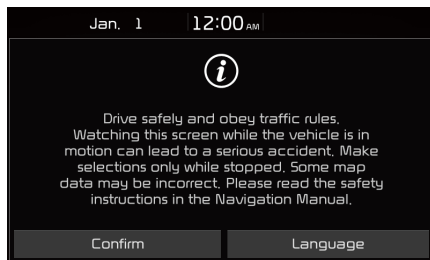 Jan. 1 12:00 AM
i
Drive safely and obey traffic rules.
Watching this screen while the vehicle is in
motion can lead to a serious accident. Make
selections only while stopped. Some map
data may be incorrect. Please read the safety
instructions in the Navigation Manual.
Confirm Language